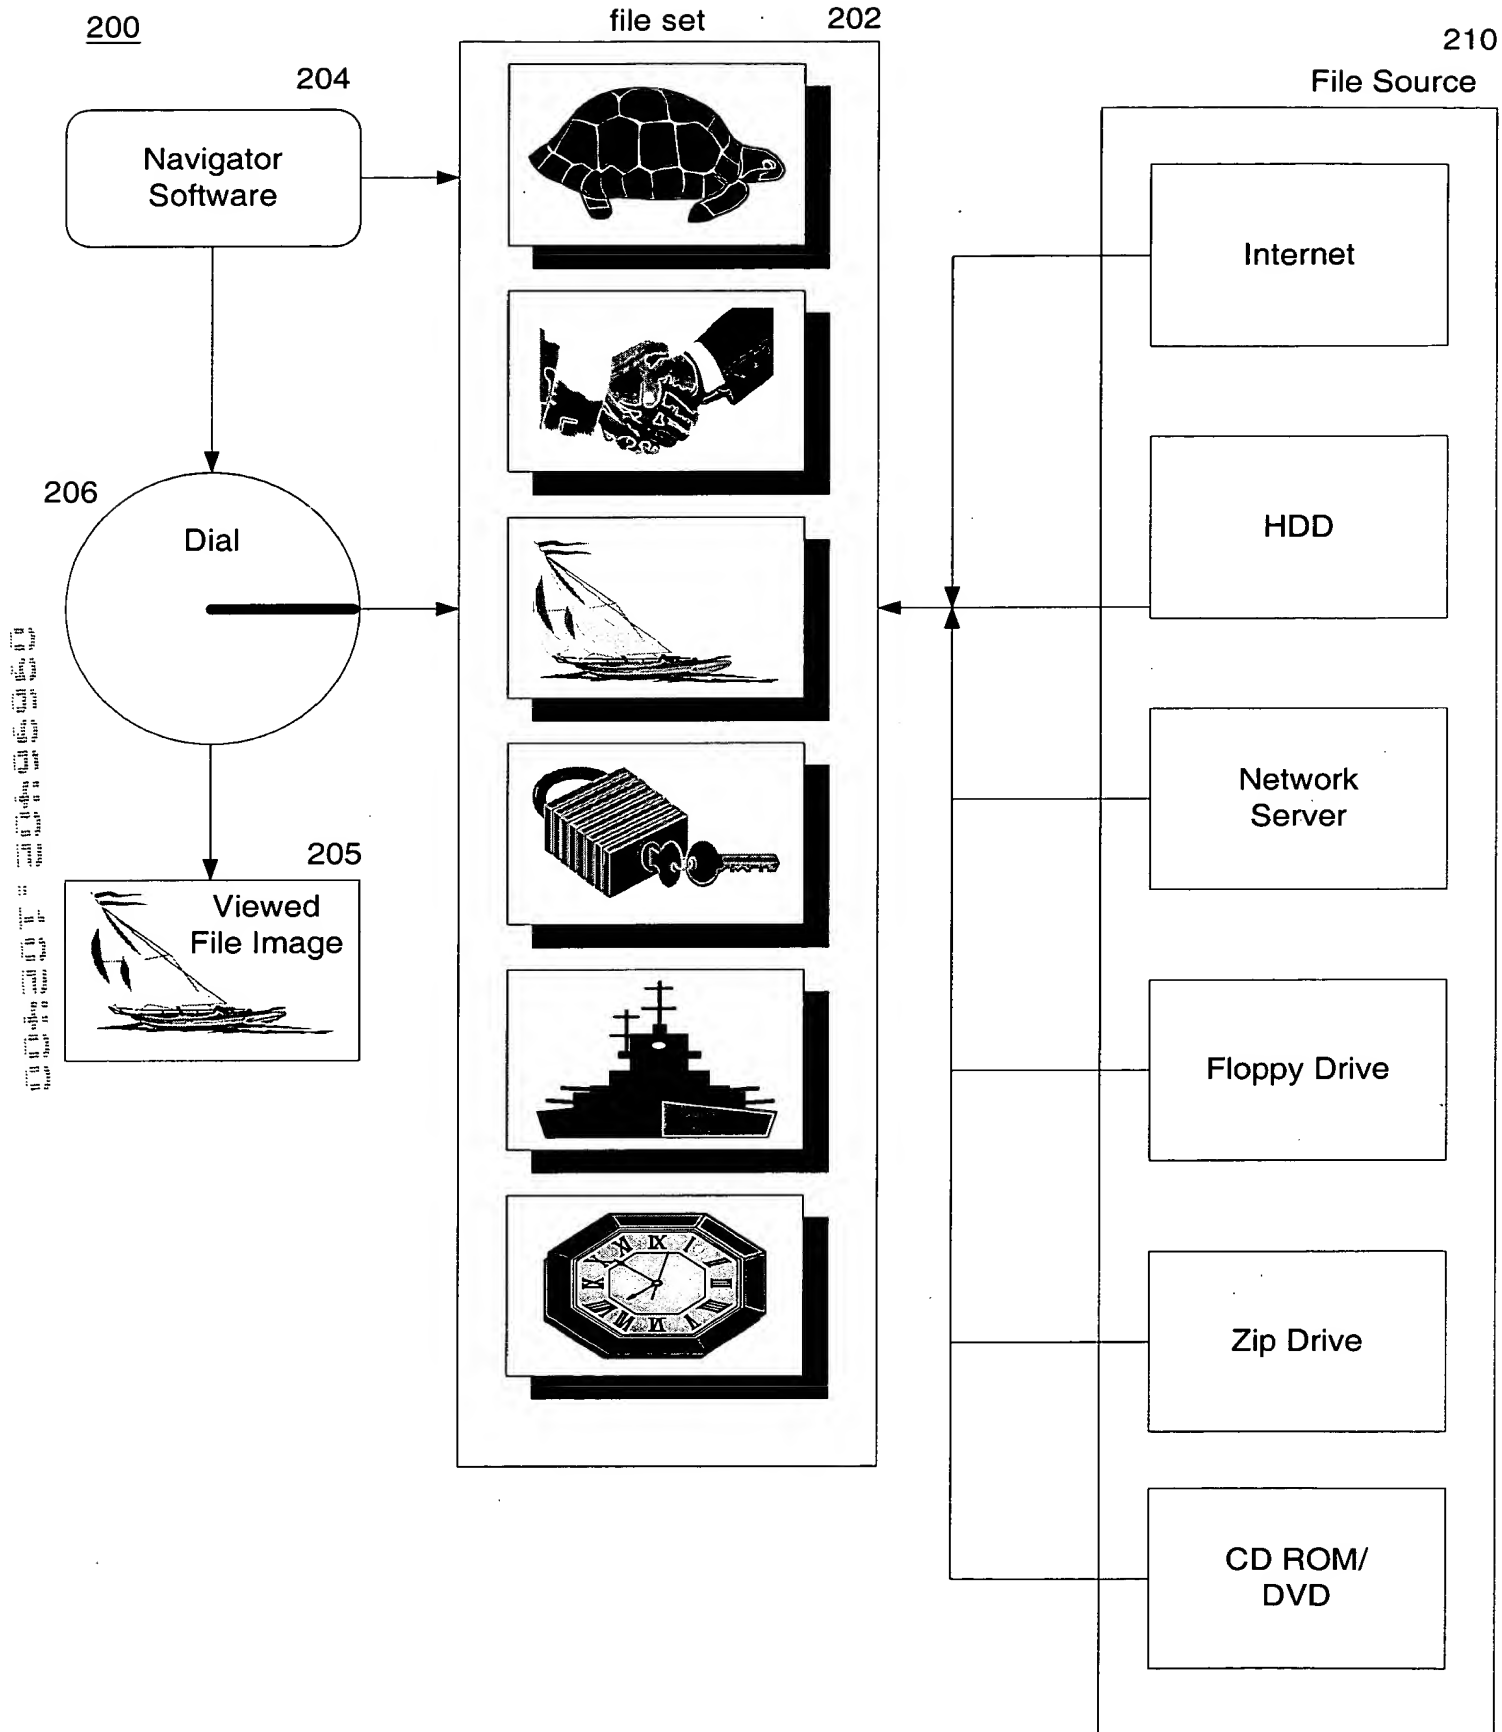 200
file set
202
210
File Source
204
Navigator
Software
Internet
206
Dial
HDD
Network
Server
205
Viewed
File Image
Floppy Drive
Zip Drive
CD ROM/
DVD